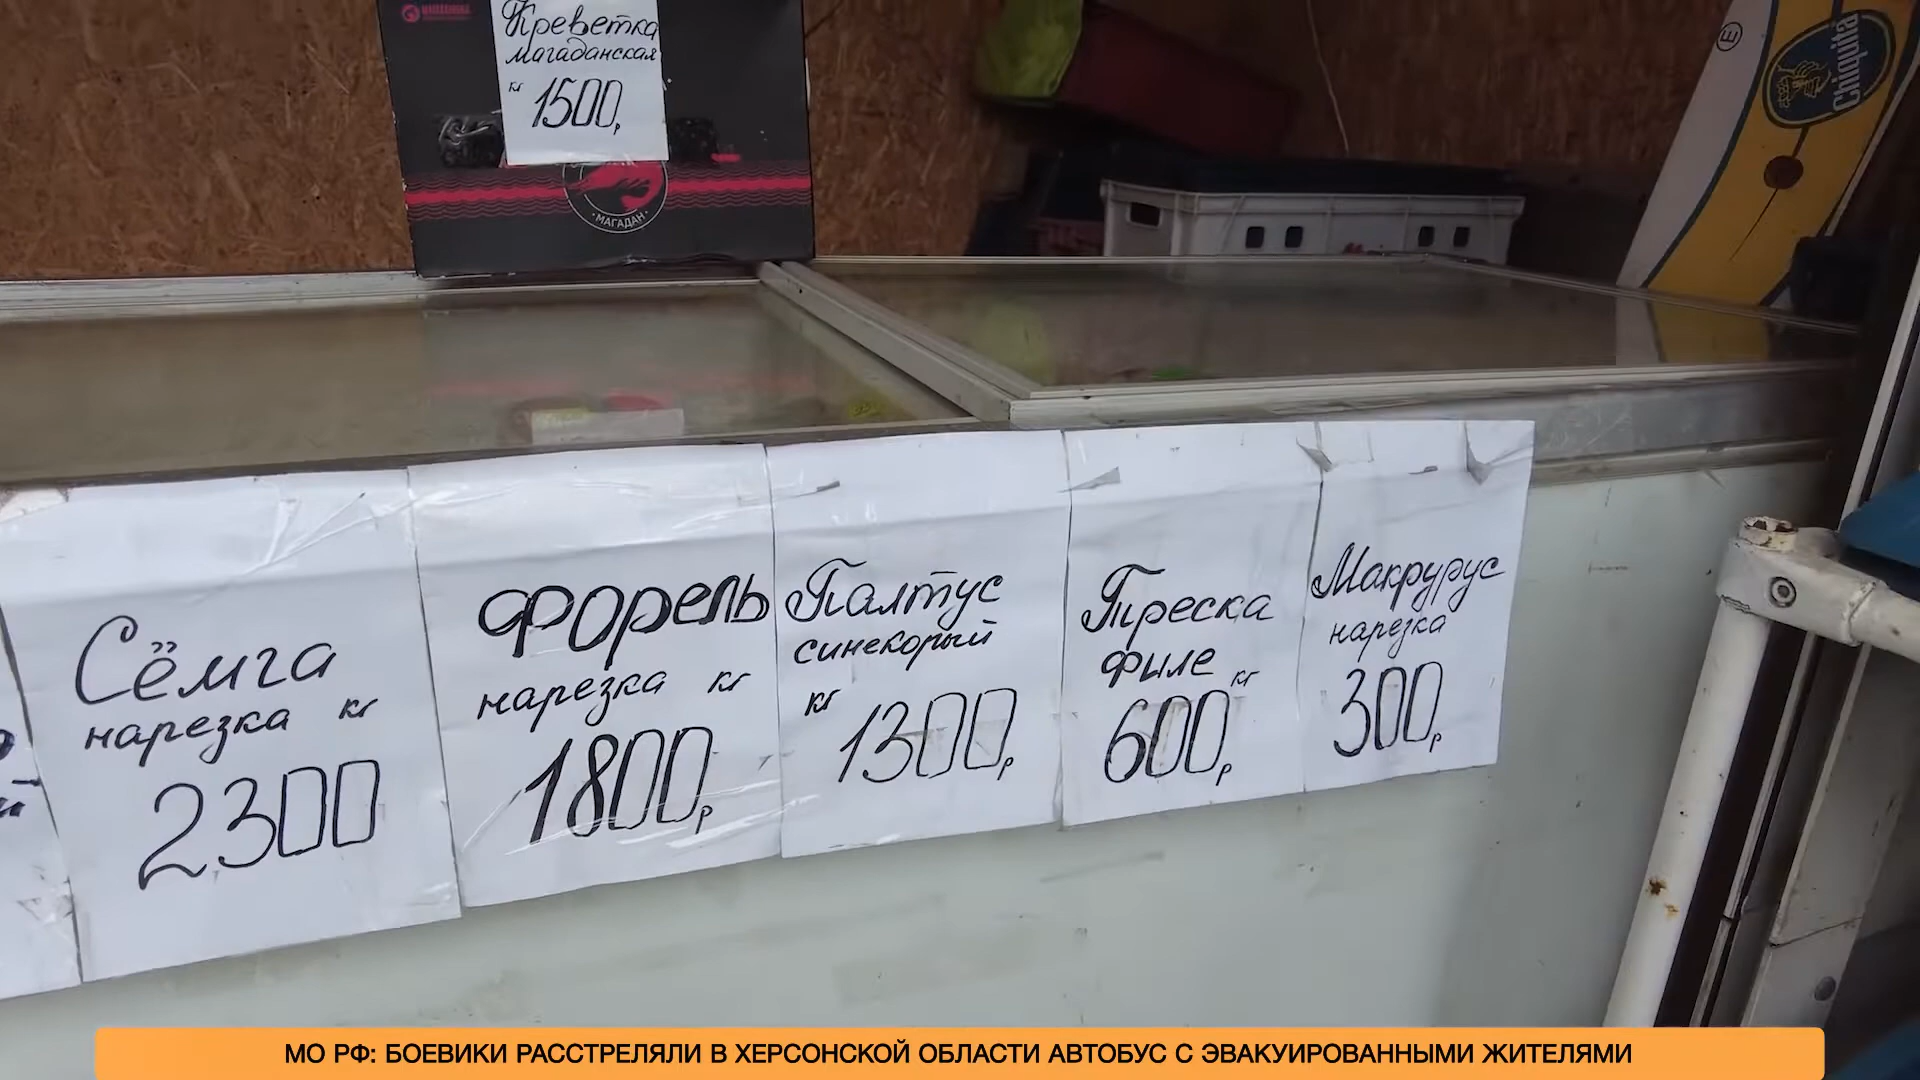 Креветка
магаданская
кг
1500р
МАГАДАН
Chiquita
Сёмга
нарезка кг
2300
форель
нарезка кг
1800р
Палтус
синекорый
кг 1300р
Треска
филе кг
600р
Макрурус
нарезка
300р
МО РФ: БОЕВИКИ РАССТРЕЛЯЛИ В ХЕРСОНСКОЙ ОБЛАСТИ АВТОБУС С ЭВАКУИРОВАННЫМИ ЖИТЕЛЯМИ